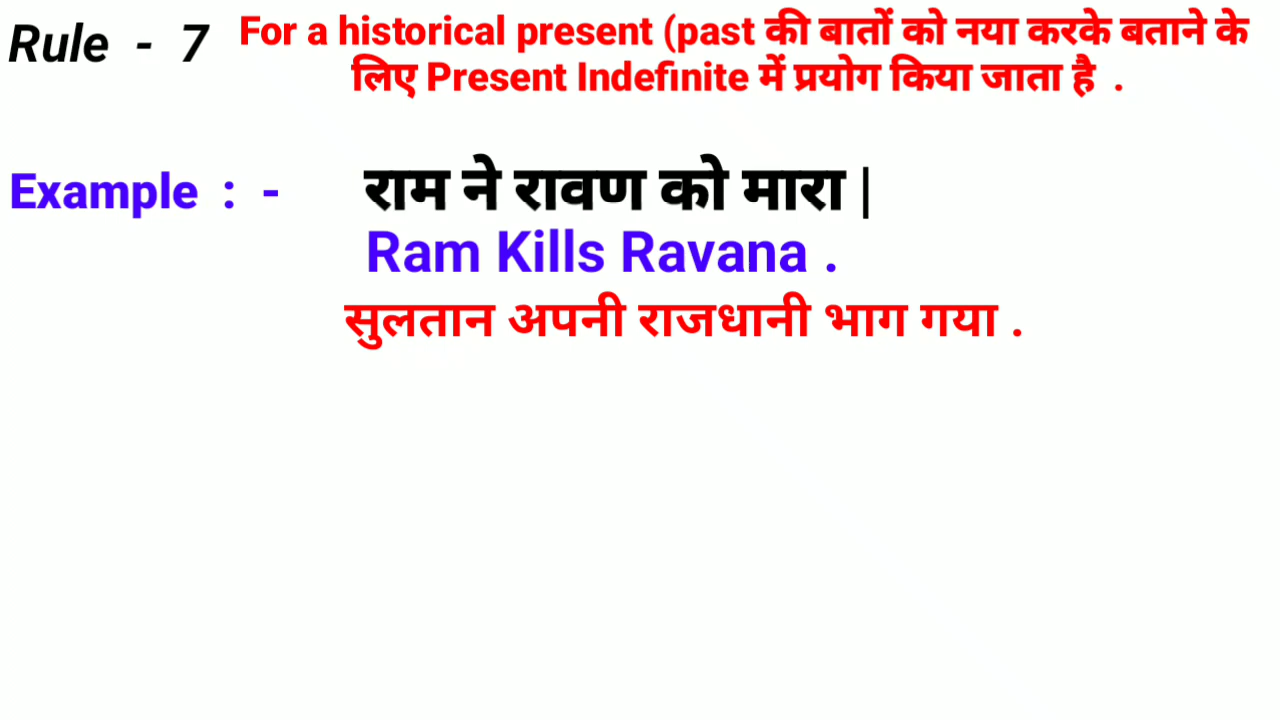 Rule - 7 For a historical present (past की बातों को नया करके बताने के
लिए Present Indefinite में प्रयोग किया जाता है .
Example : - राम ने रावण को मारा |
Ram Kills Ravana .
सुलतान अपनी राजधानी भाग गया .